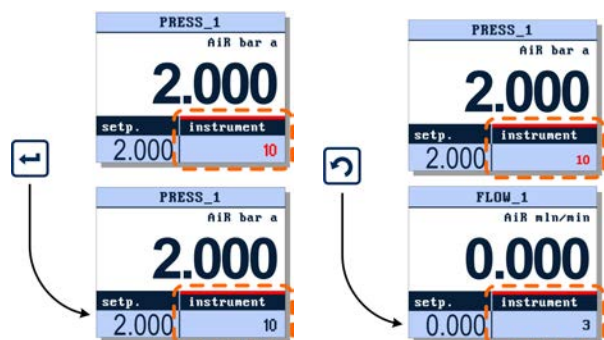 PRESS_1
AiR bar a
2.000
setp. instrument
2.000 10
PRESS_1
AiR bar a
2.000
setp. instrument
2.000 10
PRESS_1
AiR bar a
2.000
setp. instrument
2.000 10
FLOW_1
AiR mln/min
0.000
setp. instrument
0.000 3